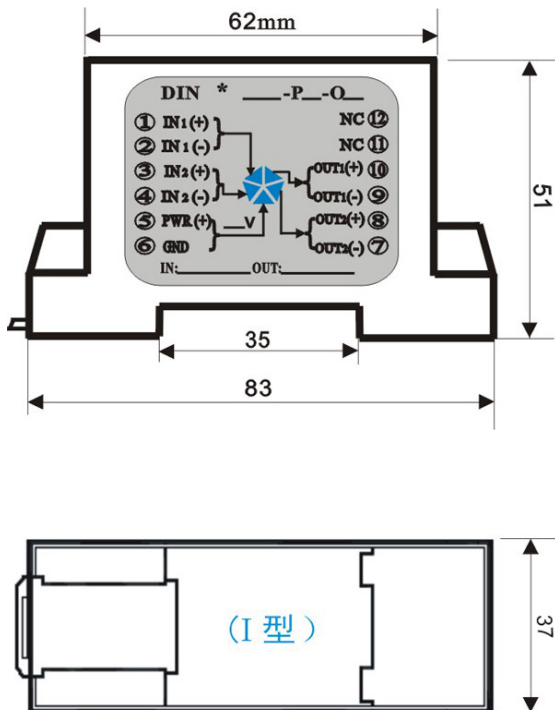 62mm
DIN * ____-P__-O__
① IN1(+)
② IN1(-)
③ IN2(+)
④ IN2(-)
⑤ PWR(+) __V
⑥ GND
NC ⑫
NC ⑪
OUT1(+) ⑩
OUT1(-) ⑨
OUT2(+) ⑧
OUT2(-) ⑦
IN:________OUT:________
51
35
83
(I 型)
37